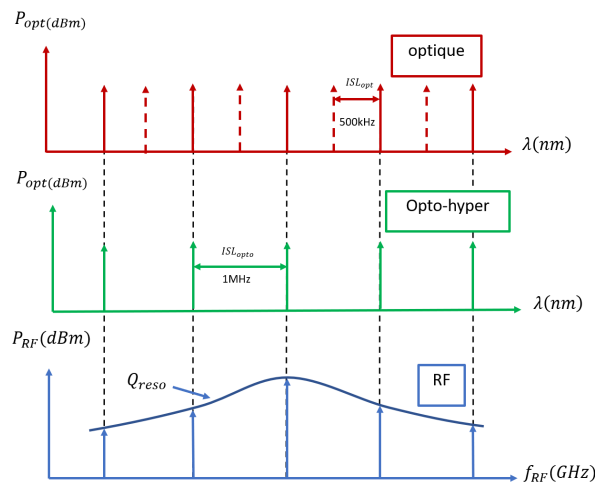 P_opt(dBm)
optique
ISL_opt
500kHz
λ(nm)
P_opt(dBm)
Opto-hyper
ISL_opto
1MHz
λ(nm)
P_RF(dBm)
RF
Q_reso
f_RF(GHz)